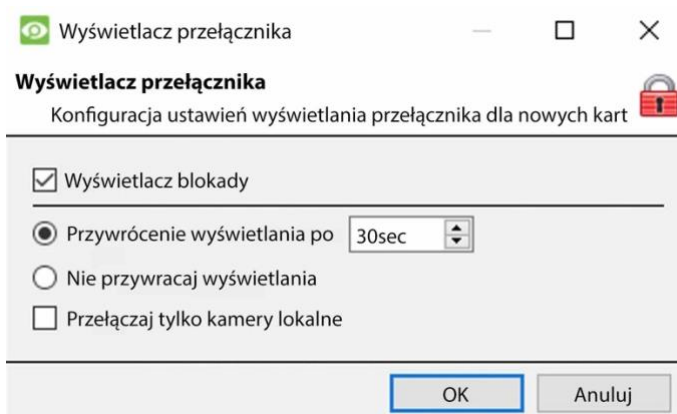 Wyświetlacz przełącznika
Wyświetlacz przełącznika
Konfiguracja ustawień wyświetlania przełącznika dla nowych kart
Wyświetlacz blokady
Przywrócenie wyświetlania po 30sec
Nie przywracaj wyświetlania
Przełączaj tylko kamery lokalne
OK Anuluj